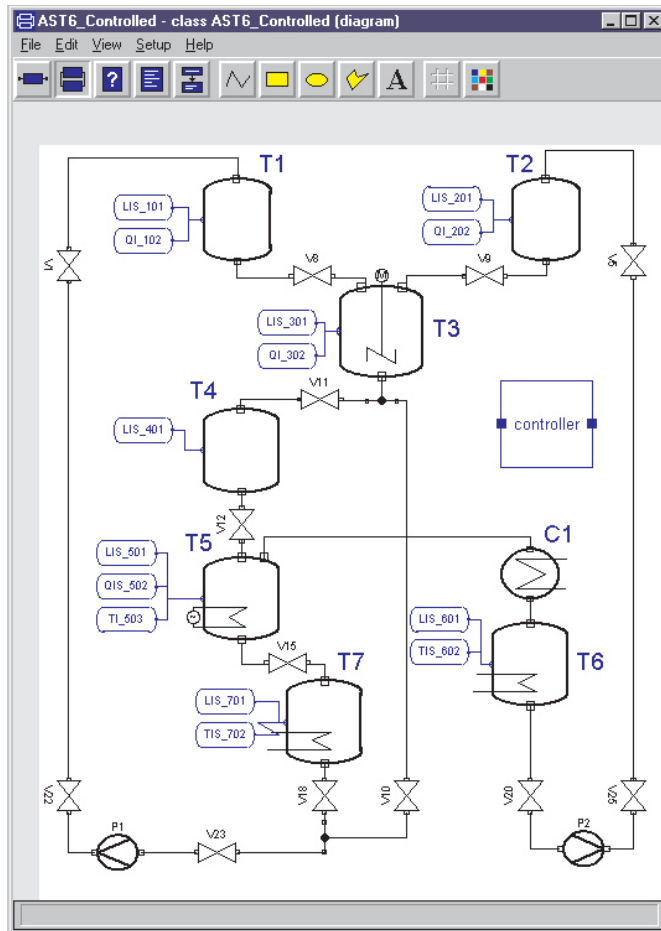 AST6_Controlled - class AST6_Controlled (diagram)
File Edit View Setup Help
? A
T1
T2
LIS_101
QI_102
LIS_201
QI_202
V1
V8
V9
V5
M
LIS_301
QI_302
T3
V11
T4
LIS_401
controller
V12
T5
C1
LIS_501
QIS_502
TI_503
LIS_601
TIS_602
T6
V15
T7
LIS_701
TIS_702
V22
V18
V10
V20
V25
P1
V23
P2